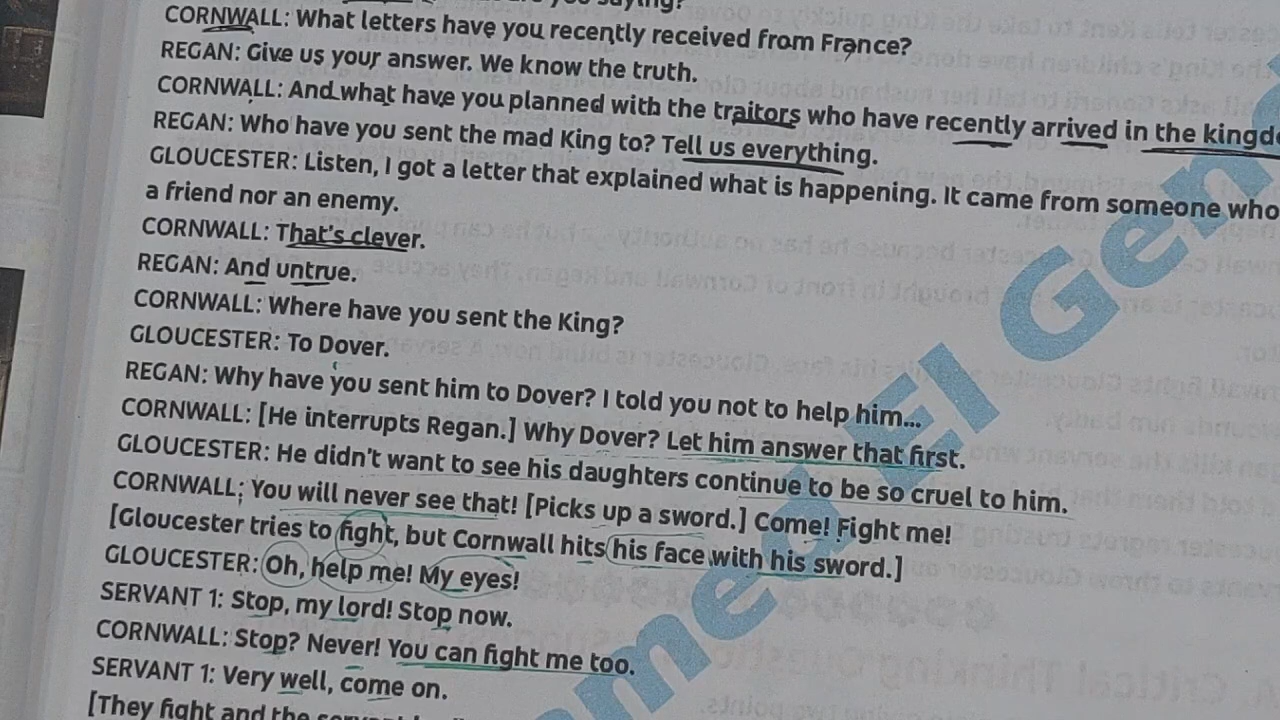 saying?
CORNWALL: What letters have you recently received from France?
REGAN: Give us your answer. We know the truth.
CORNWALL: And what have you planned with the traitors who have recently arrived in the
REGAN: Who have you sent the mad King to? Tell us everything.
GLOUCESTER: Listen, I got a letter that explained what is happening. It came from someone who
a friend nor an enemy.
CORNWALL: That's clever.
REGAN: And untrue.
CORNWALL: Where have you sent the King?
GLOUCESTER: To Dover.
REGAN: Why have you sent him to Dover? I told you not to help him...
CORNWALL: [He interrupts Regan.] Why Dover? Let him answer that first.
GLOUCESTER: He didn't want to see his daughters continue to be so cruel to him.
CORNWALL: You will never see that! [Picks up a sword.] Come! Fight me!
[Gloucester tries to fight, but Cornwall hits his face with his sword.]
GLOUCESTER: Oh, help me! My eyes!
SERVANT 1: Stop, my lord! Stop now.
CORNWALL: Stop? Never! You can fight me too.
SERVANT 1: Very well, come on.
[They fight and the
El